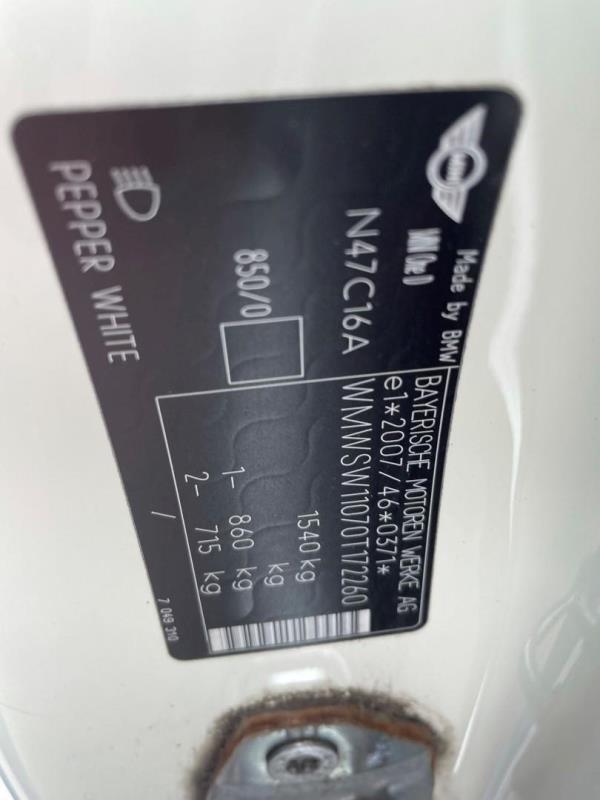 MINI
Made by BMW
MINI One D
N47C16A
850/0
PEPPER WHITE
BAYERISCHE MOTOREN WERKE AG
e1*2007/46*0371*
WMWSW11070T172260
1540 kg
kg
1- 860 kg
2- 715 kg
/
7 049 310